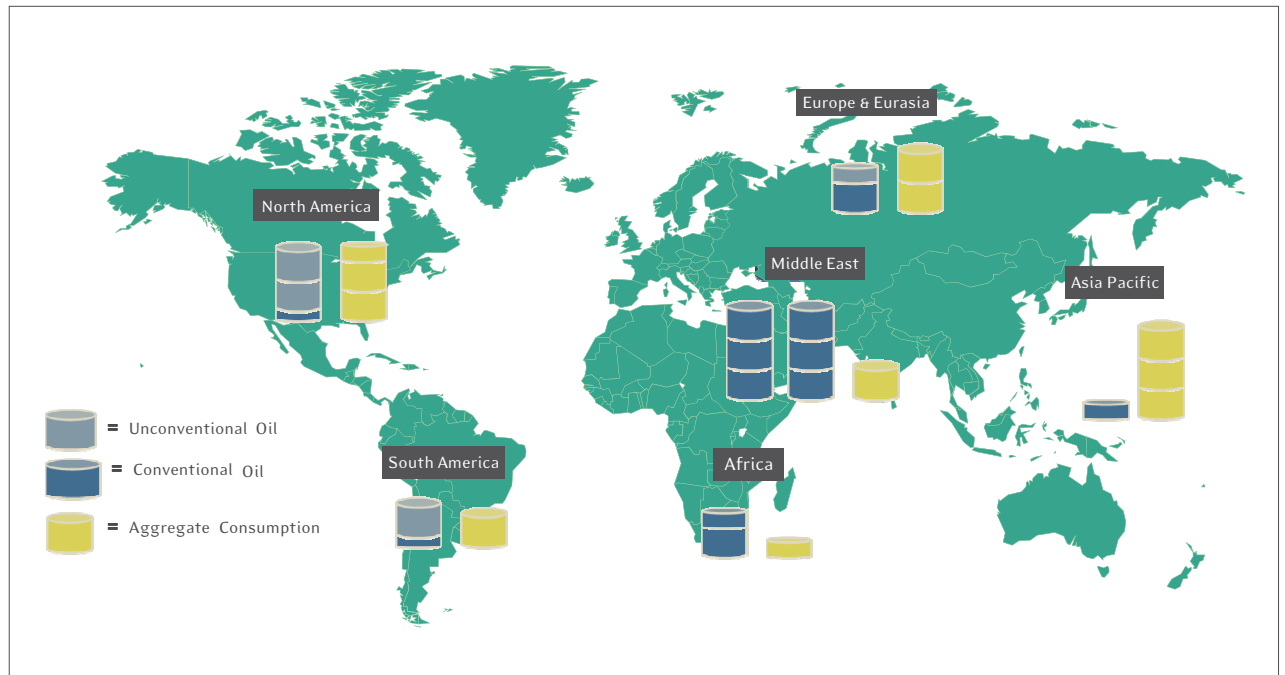 Europe & Eurasia
North America
Middle East
Asia Pacific
= Unconventional Oil
= Conventional Oil
= Aggregate Consumption
South America
Africa